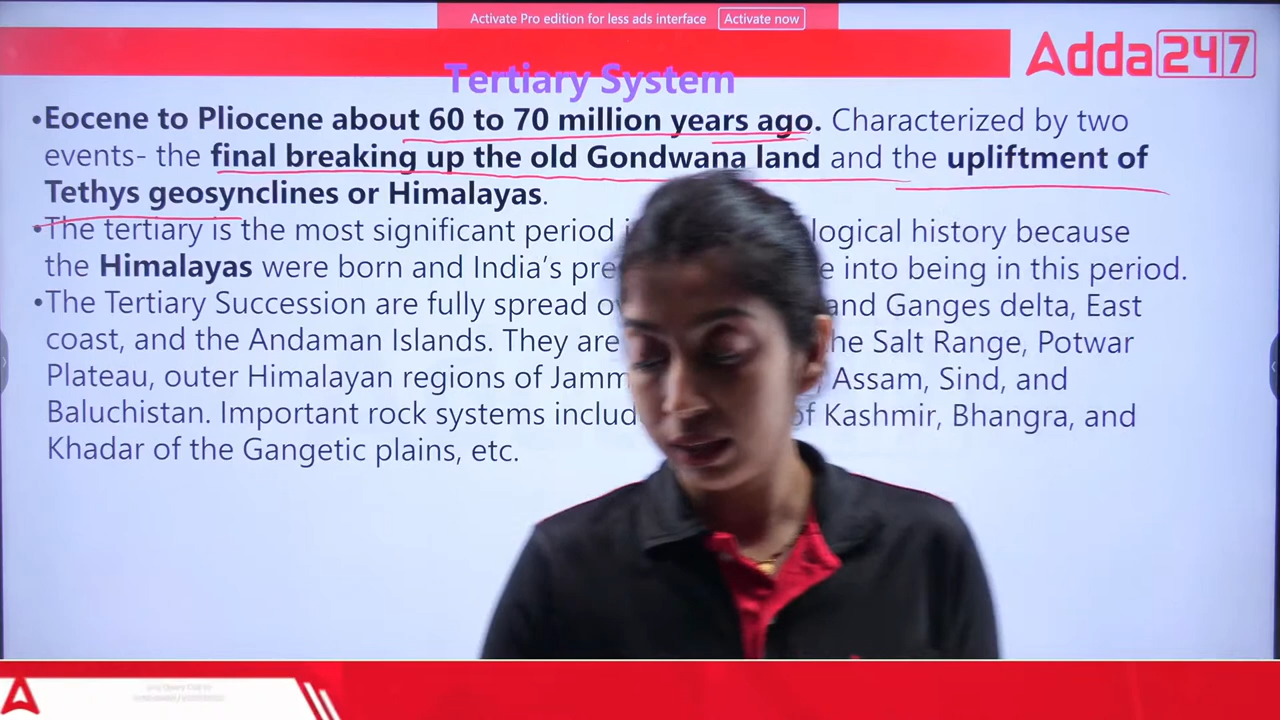 Activate Pro edition for less ads interface Activate now
Adda247
Tertiary System
•Eocene to Pliocene about 60 to 70 million years ago. Characterized by two
events- the final breaking up the old Gondwana land and the upliftment of
Tethys geosynclines or Himalayas.
•The tertiary is the most significant period logical history because
the Himalayas were born and India's pre e into being in this period.
•The Tertiary Succession are fully spread o and Ganges delta, East
coast, and the Andaman Islands. They are he Salt Range, Potwar
Plateau, outer Himalayan regions of Jamm , Assam, Sind, and
Baluchistan. Important rock systems includ of Kashmir, Bhangra, and
Khadar of the Gangetic plains, etc.